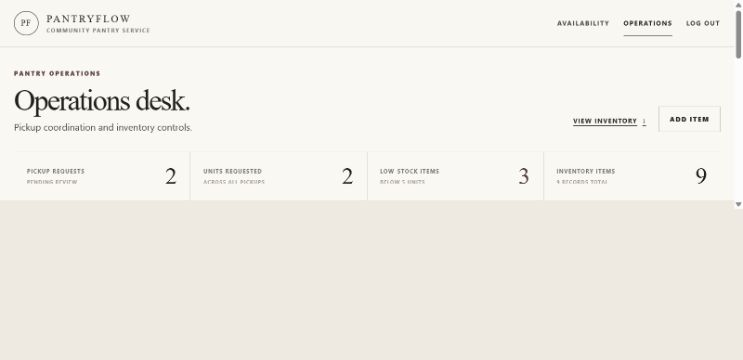 PF
PANTRYFLOW
COMMUNITY PANTRY SERVICE
AVAILABILITY OPERATIONS LOG OUT
PANTRY OPERATIONS
Operations desk.
Pickup coordination and inventory controls.
VIEW INVENTORY ↓
ADD ITEM
PICKUP REQUESTS
PENDING REVIEW
2
UNITS REQUESTED
ACROSS ALL PICKUPS
2
LOW STOCK ITEMS
BELOW 5 UNITS
3
INVENTORY ITEMS
9 RECORDS TOTAL
9